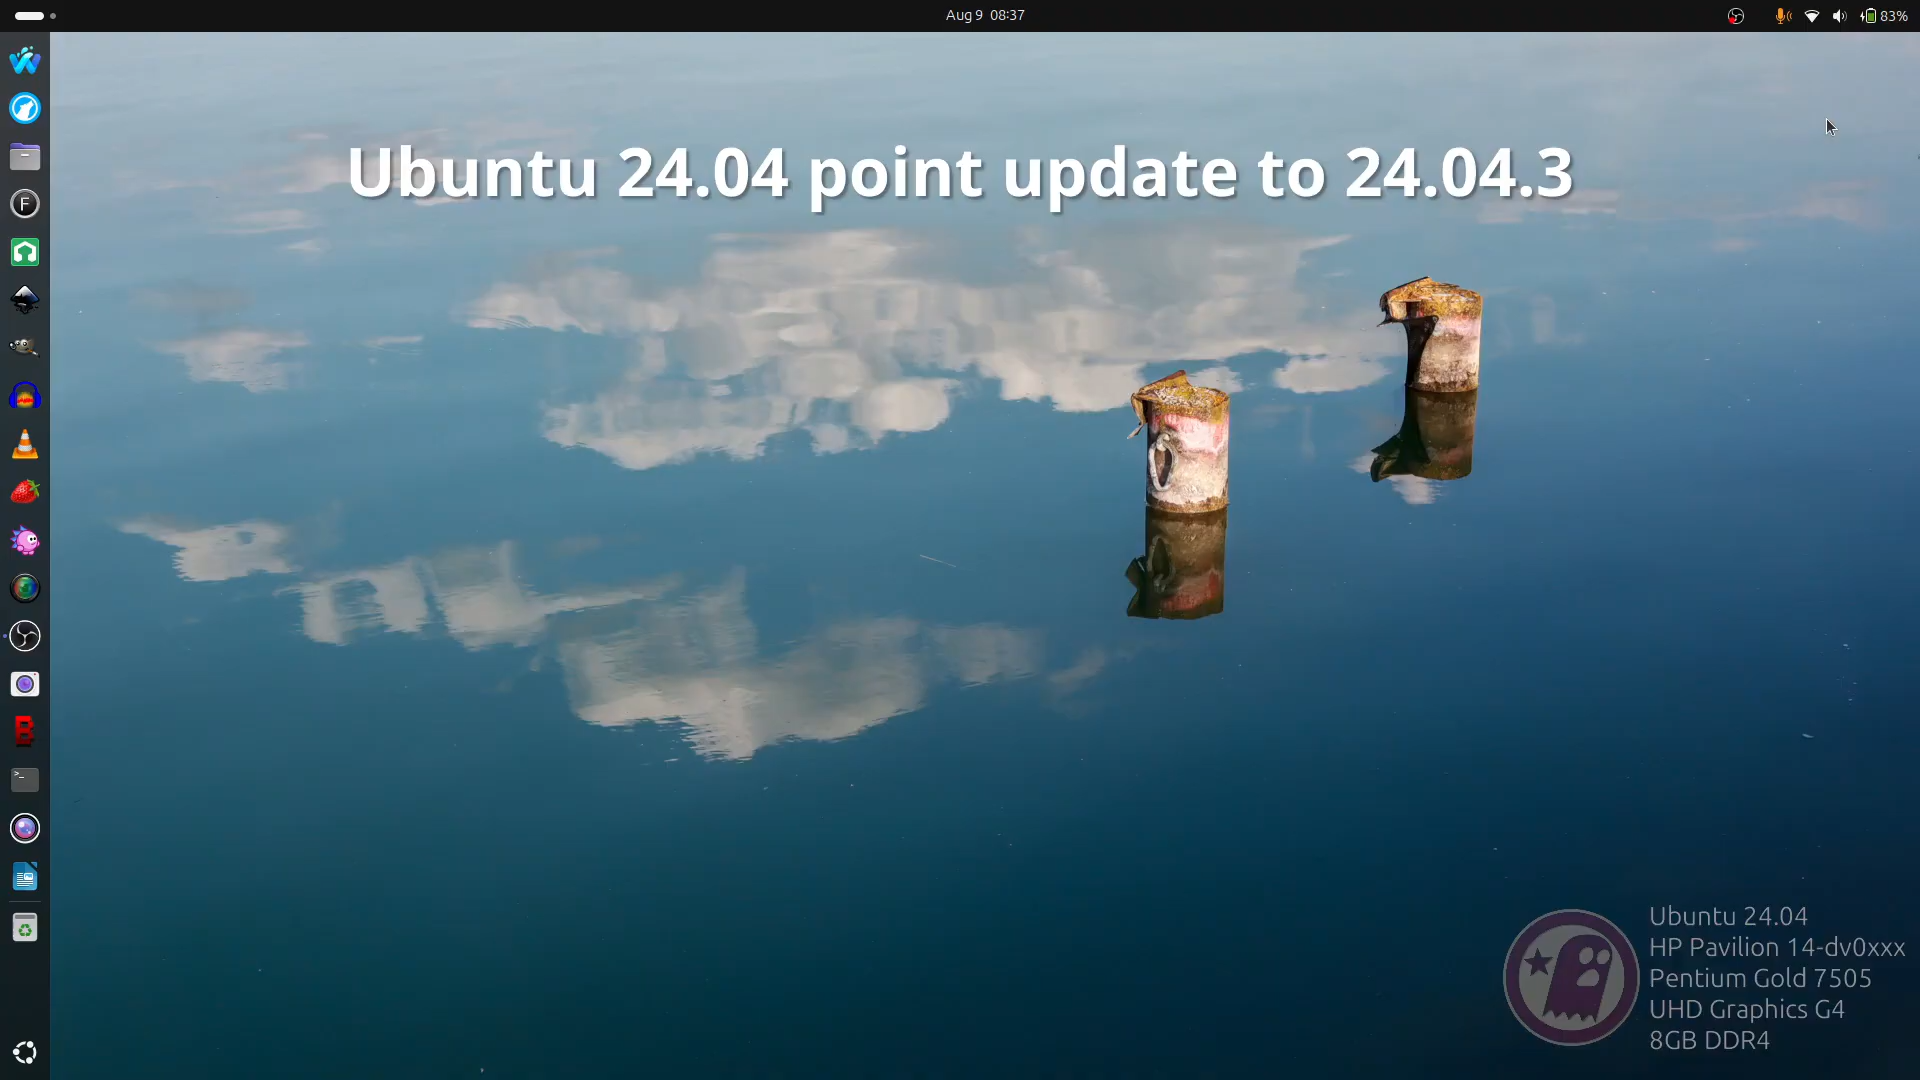 Aug 9 08:37
83%
Ubuntu 24.04 point update to 24.04.3
F
B
>_
Ubuntu 24.04
HP Pavilion 14-dv0xxx
Pentium Gold 7505
UHD Graphics G4
8GB DDR4